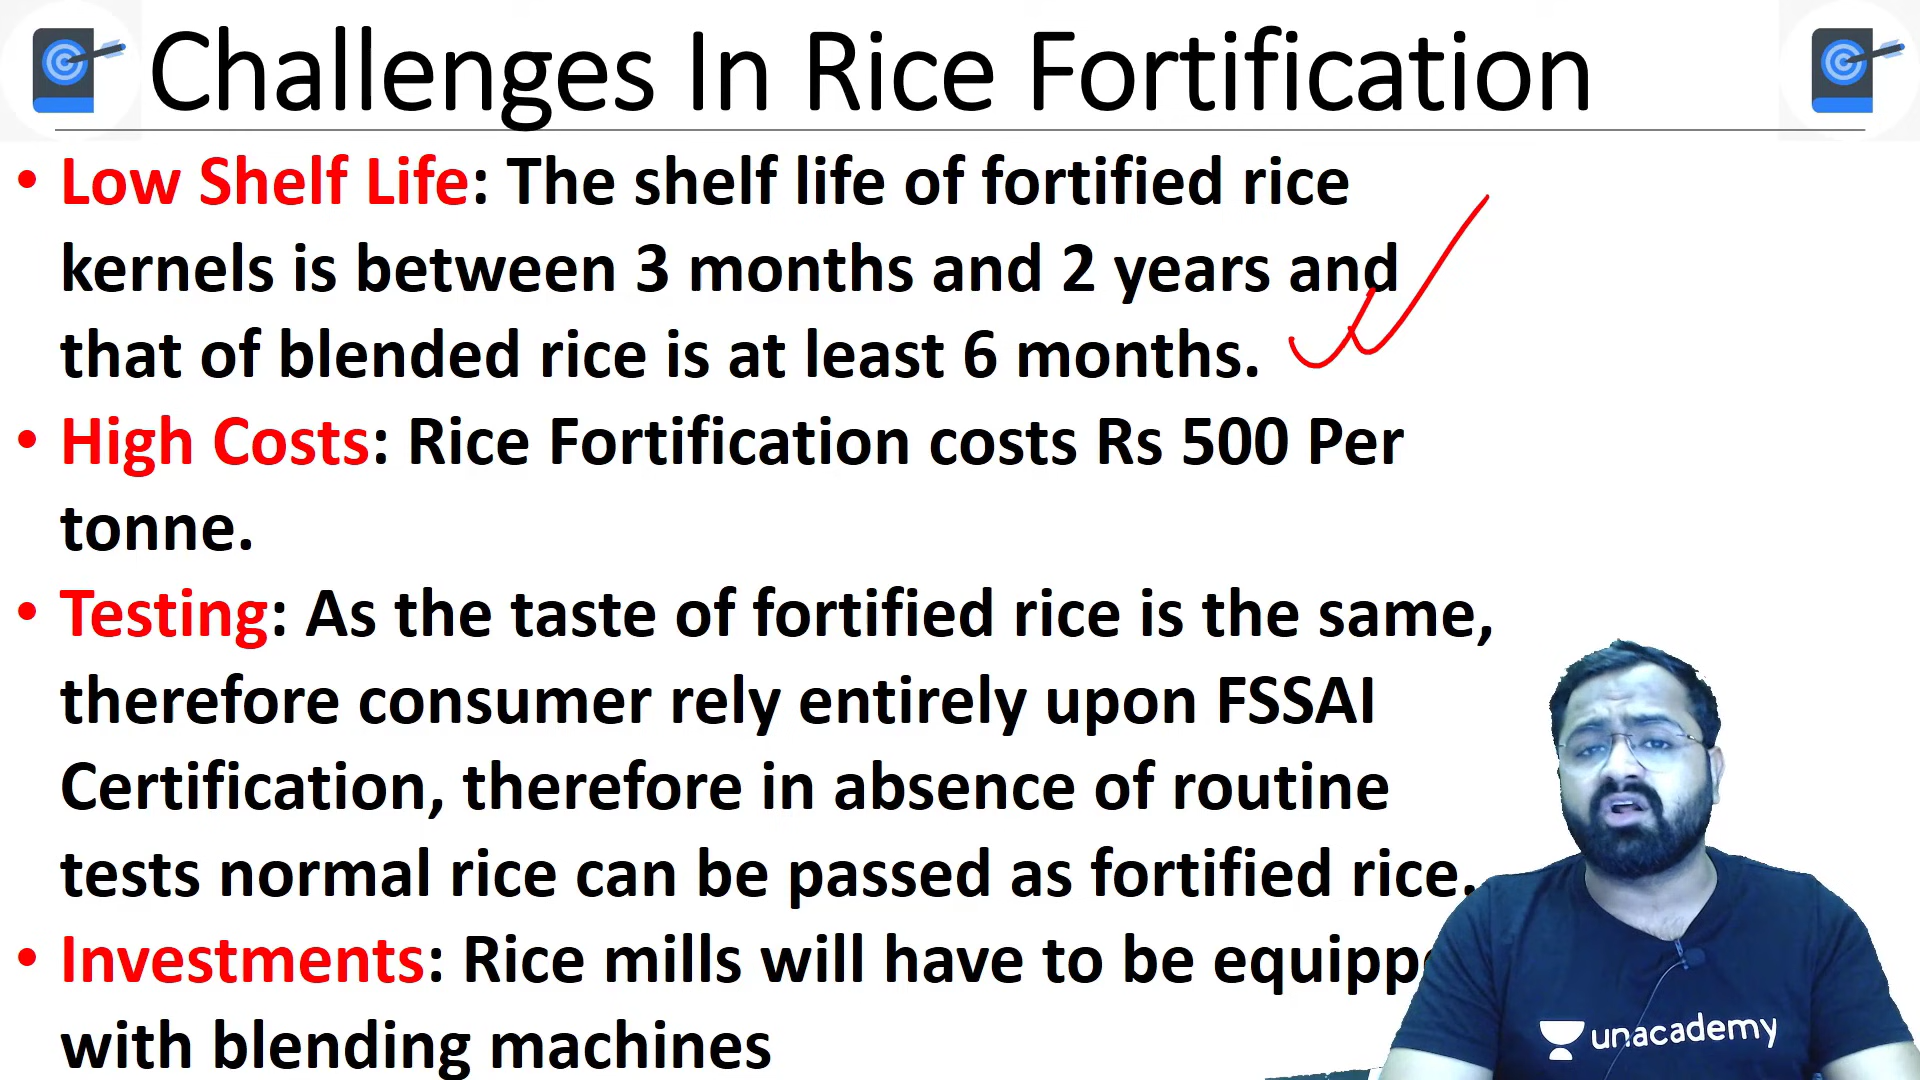 Challenges In Rice Fortification
• Low Shelf Life: The shelf life of fortified rice
kernels is between 3 months and 2 years and
that of blended rice is at least 6 months.
• High Costs: Rice Fortification costs Rs 500 Per
tonne.
• Testing: As the taste of fortified rice is the same,
therefore consumer rely entirely upon FSSAI
Certification, therefore in absence of routine
tests normal rice can be passed as fortified rice.
• Investments: Rice mills will have to be
with blending machines
unacademy